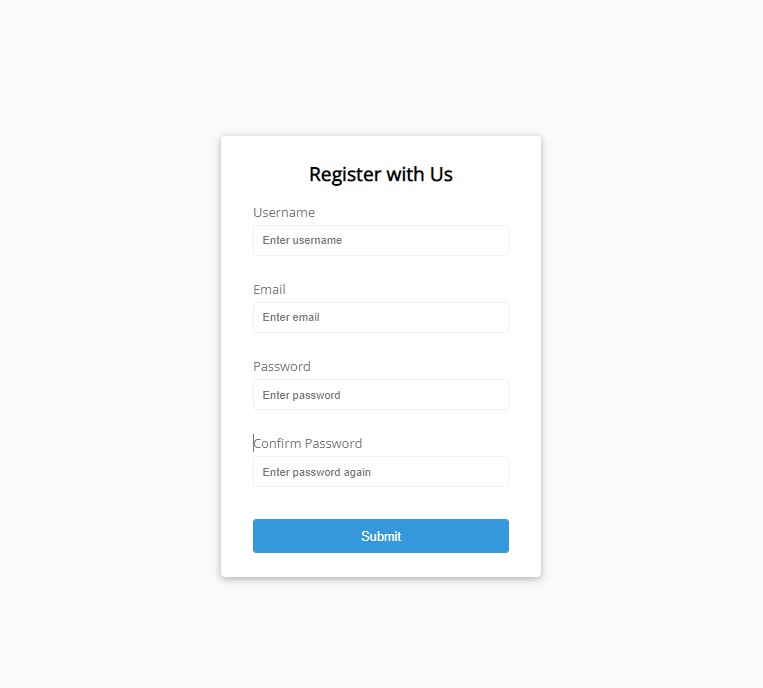 Register with Us
Username
Enter username
Email
Enter email
Password
Enter password
Confirm Password
Enter password again
Submit